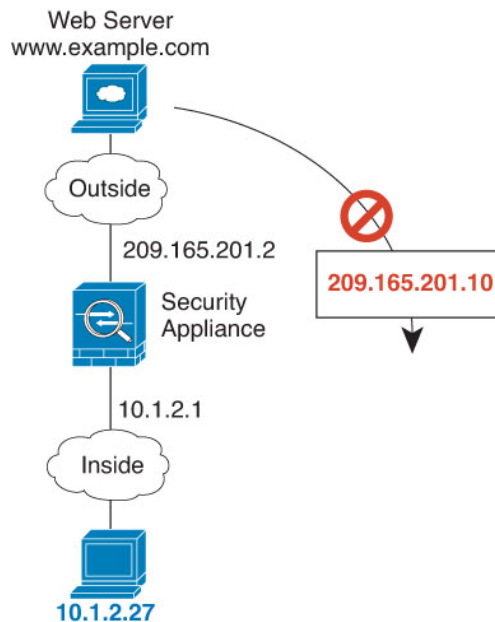 Web Server
www.example.com
Outside
209.165.201.2
209.165.201.10
Security
Appliance
10.1.2.1
Inside
10.1.2.27